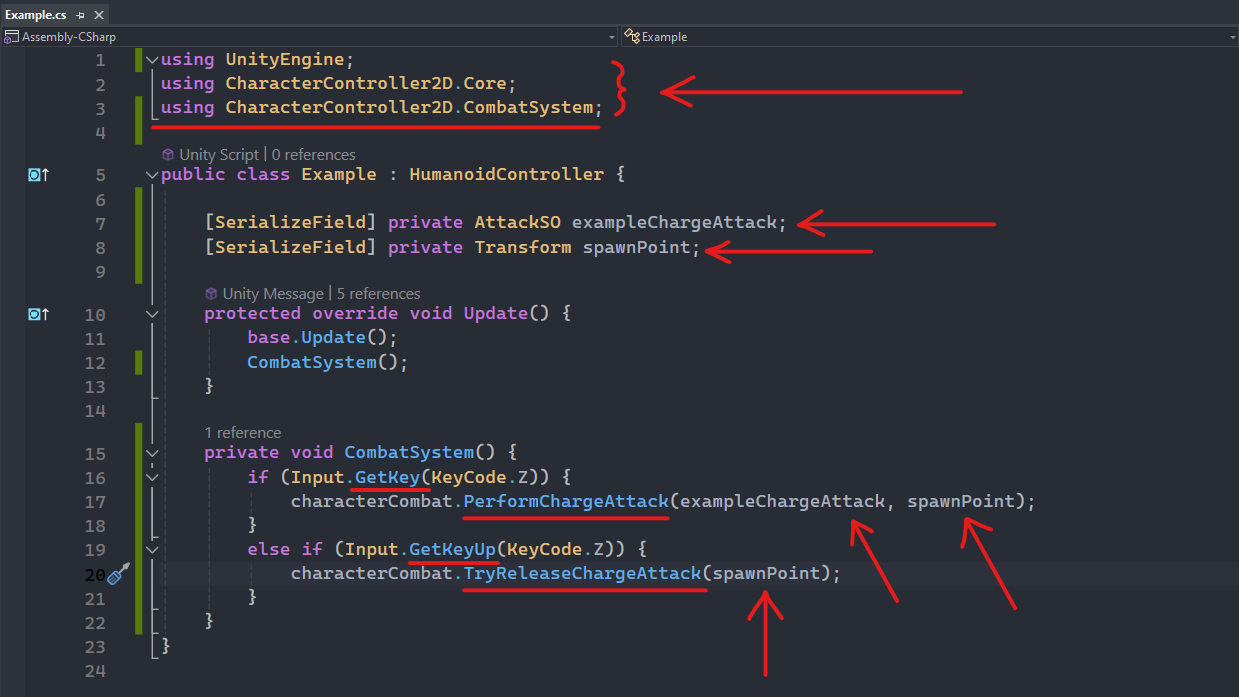 Example.cs
Assembly-CSharp
Example
1 using UnityEngine;
2 using CharacterController2D.Core;
3 using CharacterController2D.CombatSystem;
4
Unity Script | 0 references
5 public class Example : HumanoidController {
6
7 [SerializeField] private AttackSO exampleChargeAttack;
8 [SerializeField] private Transform spawnPoint;
9
Unity Message | 5 references
10 protected override void Update() {
11 base.Update();
12 CombatSystem();
13 }
14
1 reference
15 private void CombatSystem() {
16 if (Input.GetKey(KeyCode.Z)) {
17 characterCombat.PerformChargeAttack(exampleChargeAttack, spawnPoint);
18 }
19 else if (Input.GetKeyUp(KeyCode.Z)) {
20 characterCombat.TryReleaseChargeAttack(spawnPoint);
21 }
22 }
23 }
24